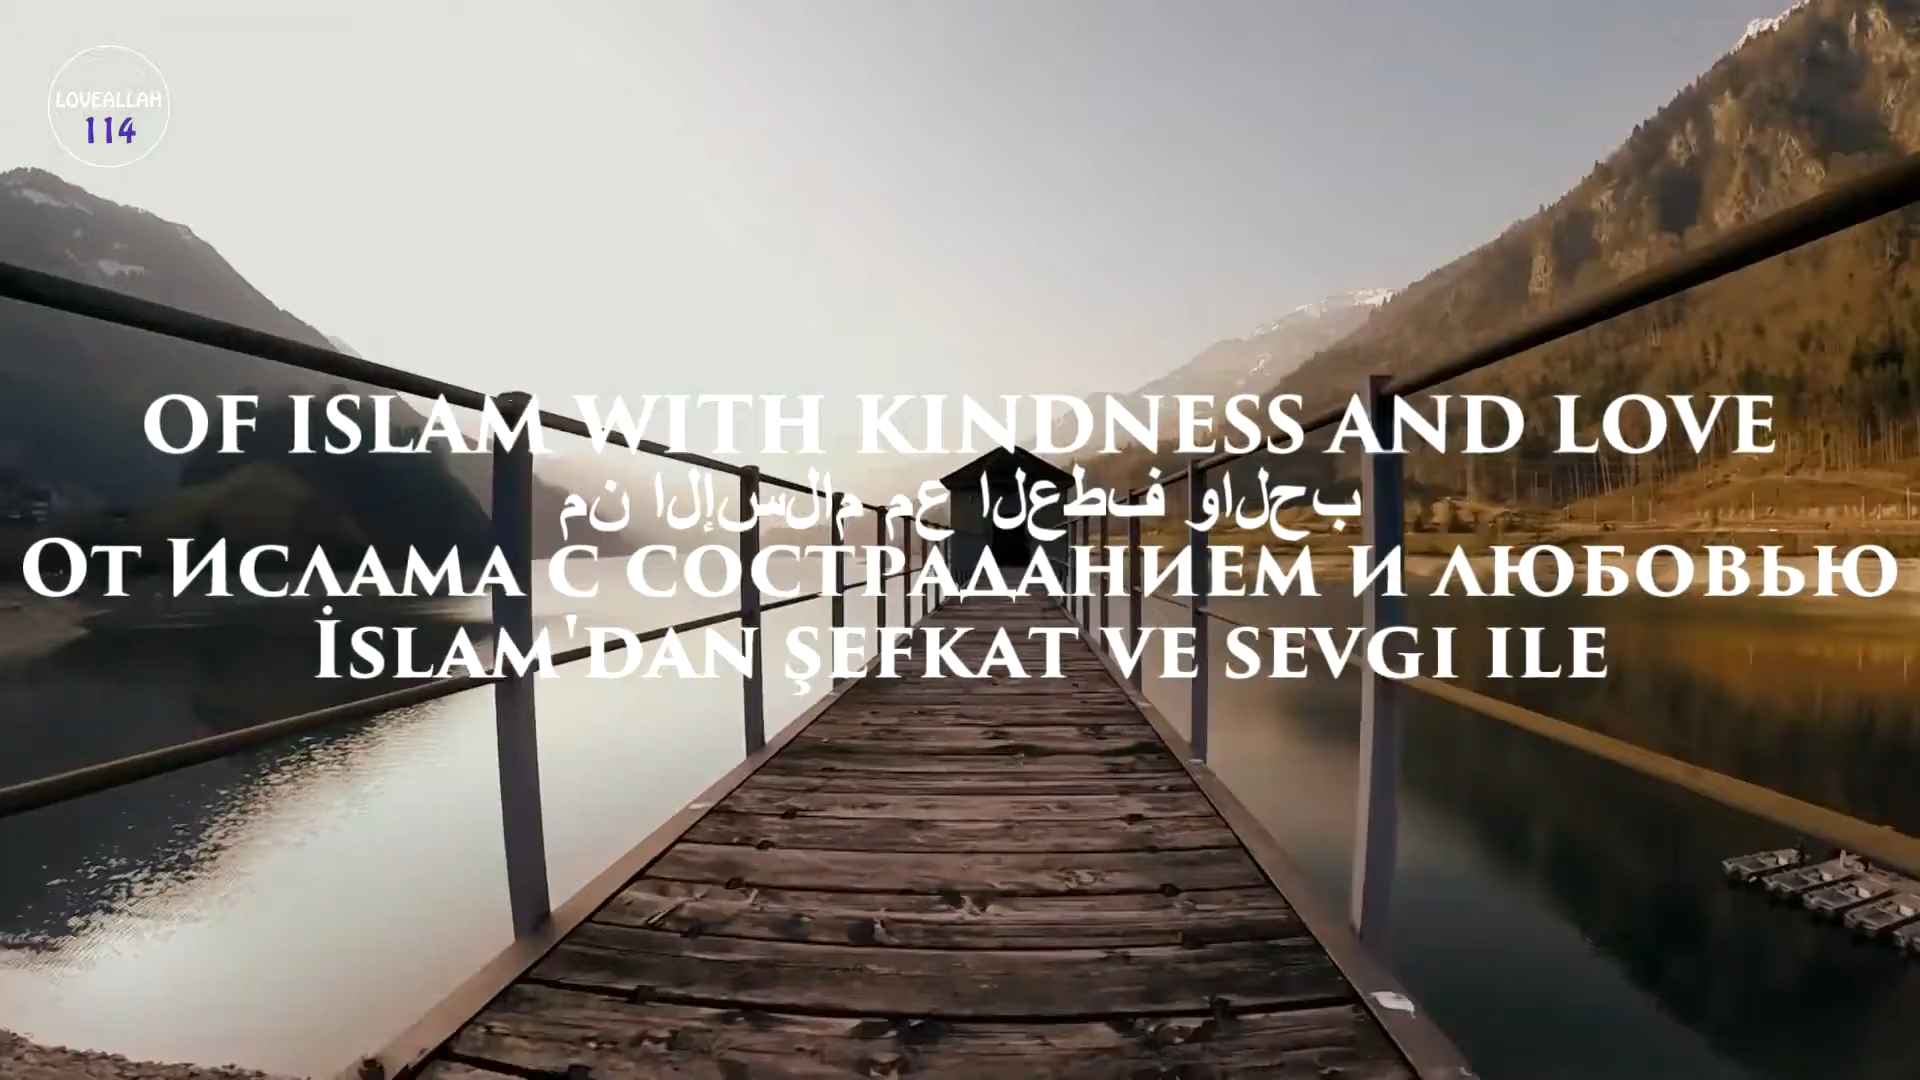 LOVEALLAH
114
OF ISLAM WITH KINDNESS AND LOVE
من الإسلام مع العطف والحب
От Ислама с состраданием и любовью
İslam'dan şefkat ve sevgi ile